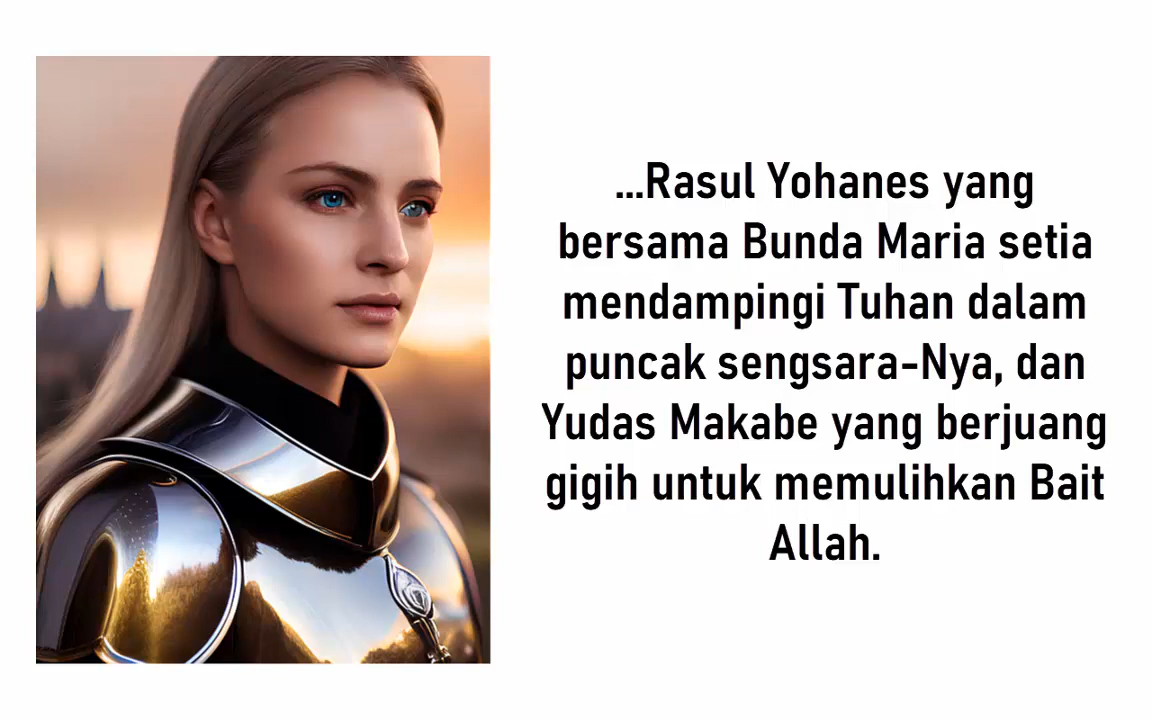 ...Rasul Yohanes yang
bersama Bunda Maria setia
mendampingi Tuhan dalam
puncak sengsara-Nya, dan
Yudas Makabe yang berjuang
gigih untuk memulihkan Bait
Allah.